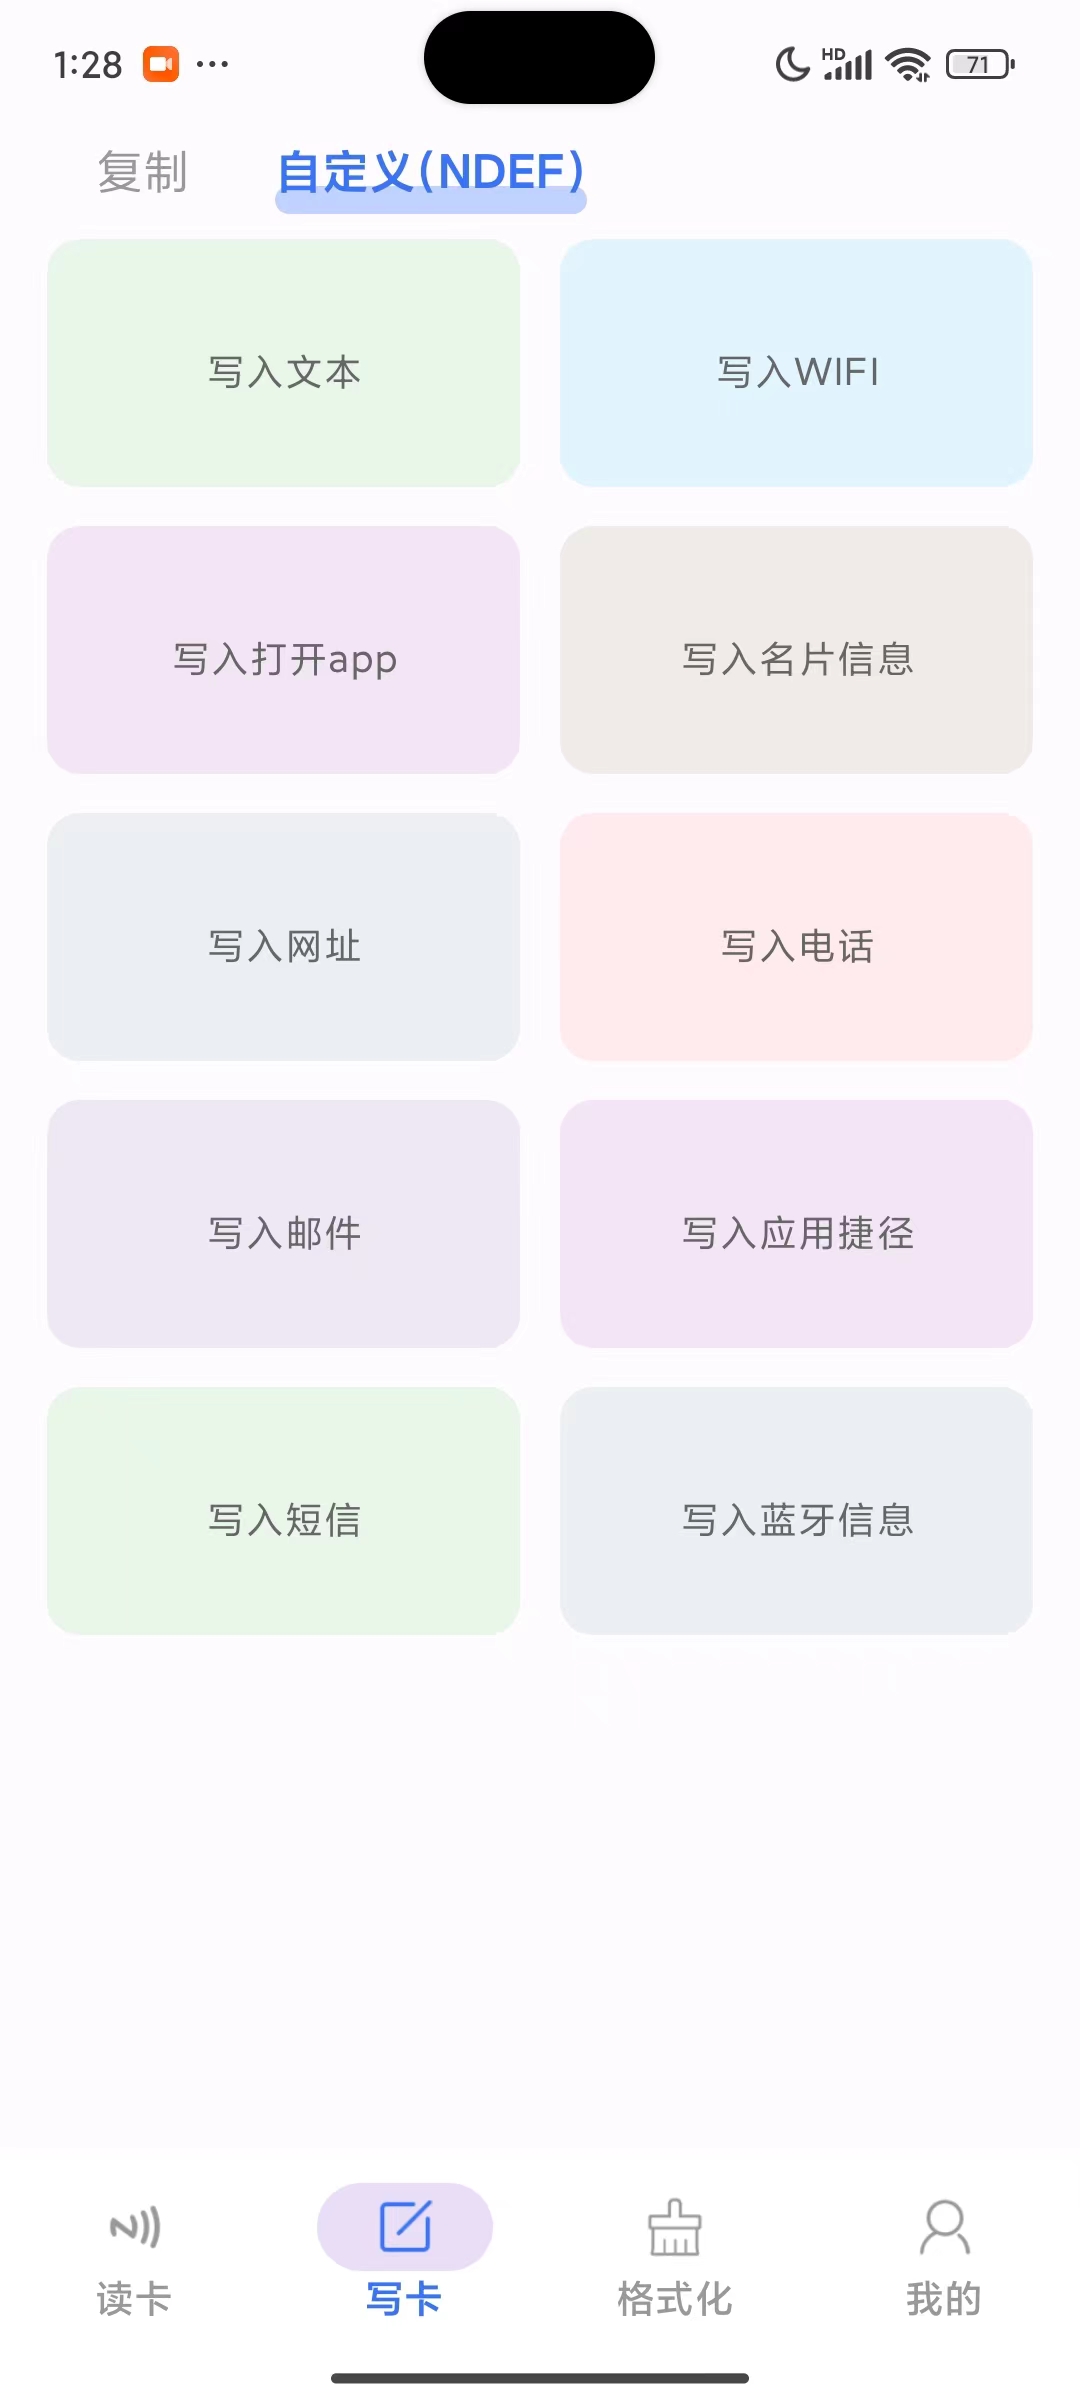 1:28 ··· HD 71
复制 自定义(NDEF)
写入文本 写入WIFI
写入打开app 写入名片信息
写入网址 写入电话
写入邮件 写入应用捷径
写入短信 写入蓝牙信息
读卡 写卡 格式化 我的